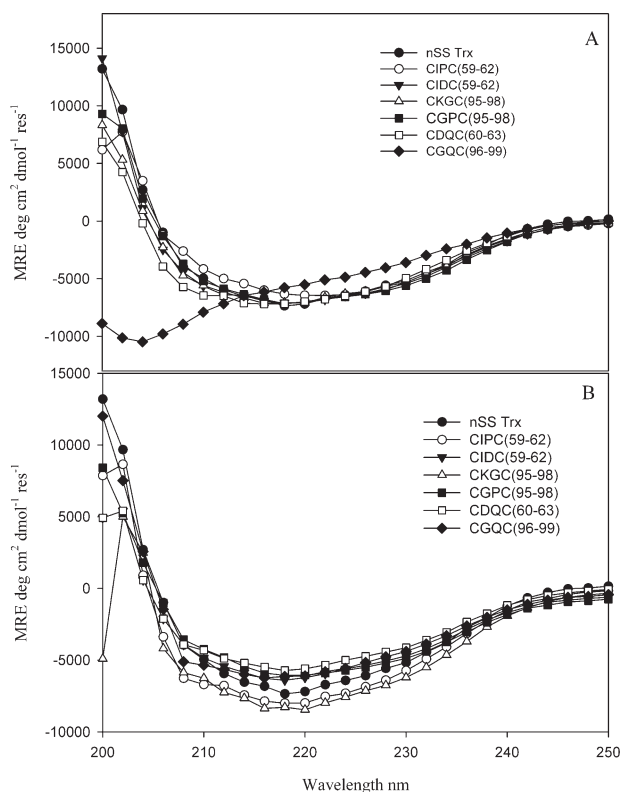 A
15000
10000
5000
0
-5000
-10000
MRE deg cm² dmol⁻¹ res⁻¹
nSS Trx
CIPC(59-62)
CIDC(59-62)
CKGC(95-98)
CGPC(95-98)
CDQC(60-63)
CGQC(96-99)
B
15000
10000
5000
0
-5000
-10000
MRE deg cm² dmol⁻¹ res⁻¹
nSS Trx
CIPC(59-62)
CIDC(59-62)
CKGC(95-98)
CGPC(95-98)
CDQC(60-63)
CGQC(96-99)
200 210 220 230 240 250
Wavelength nm